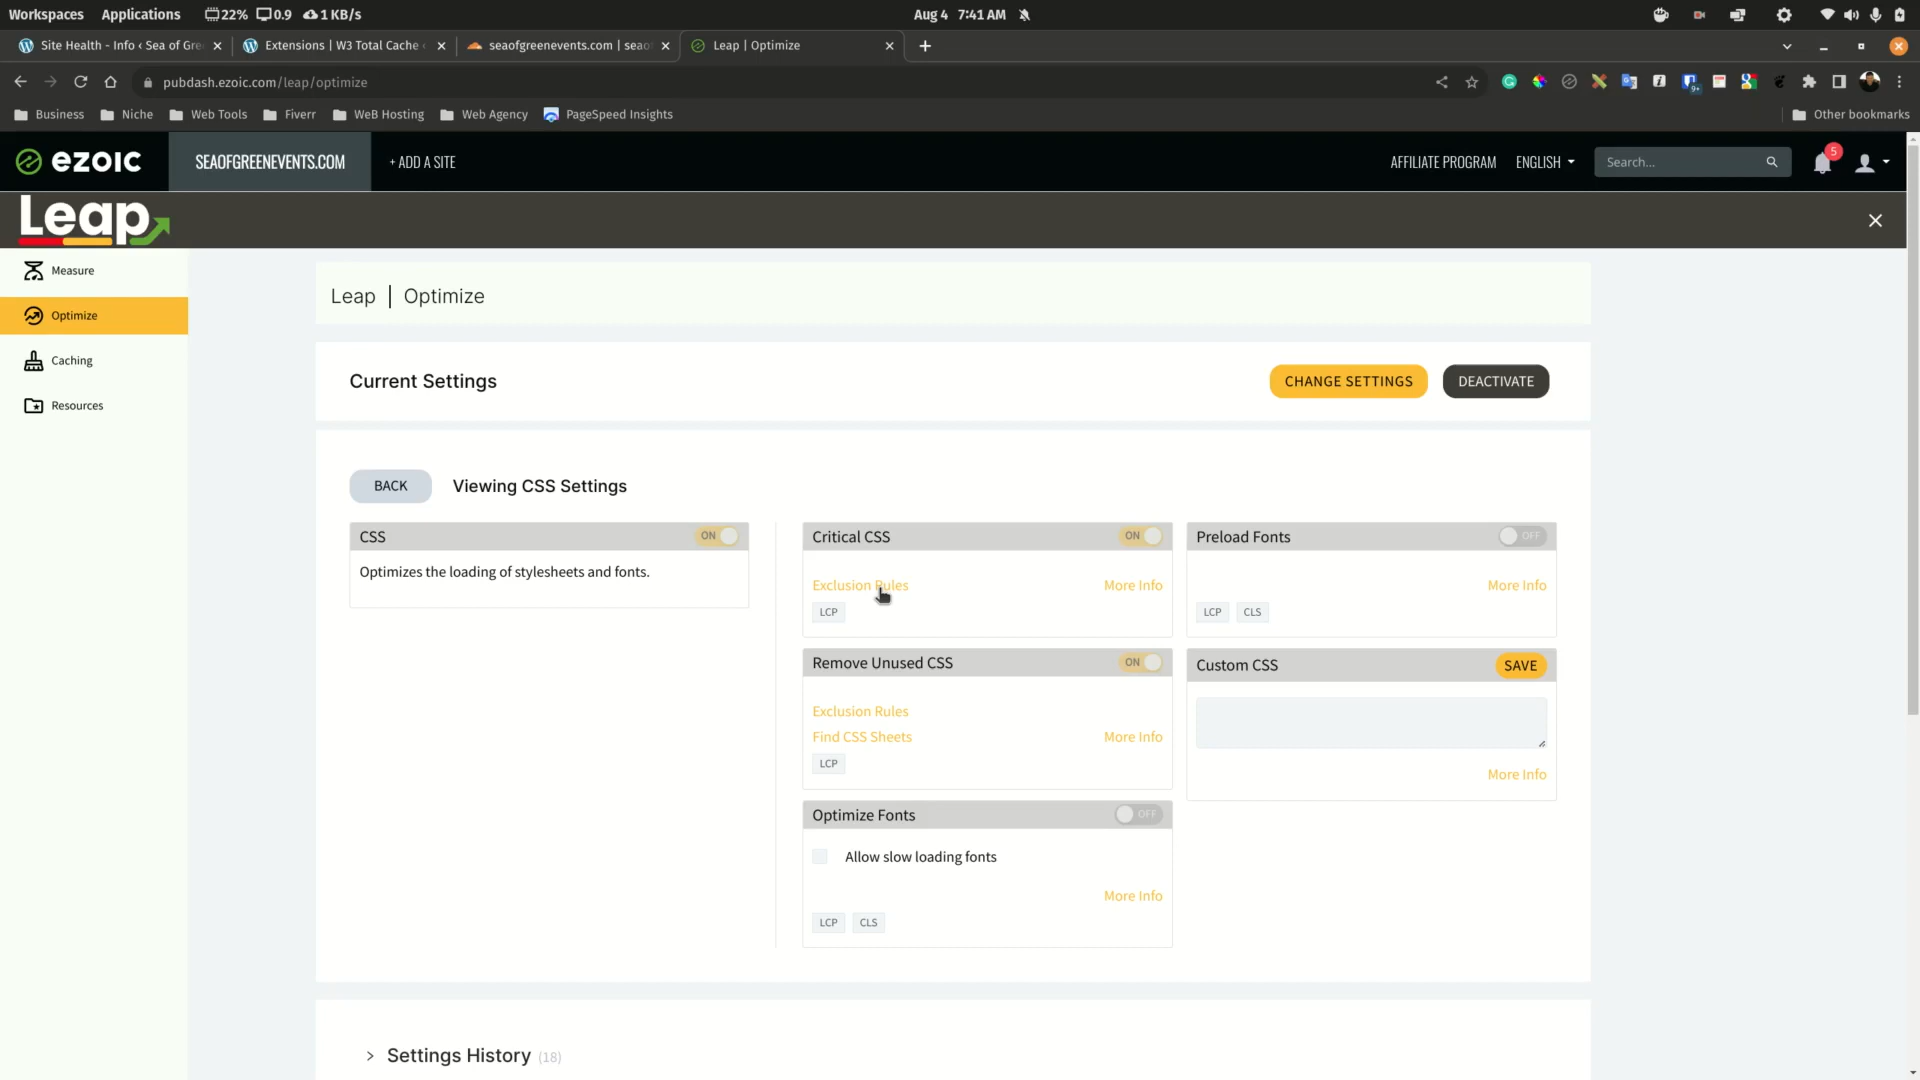 Workspaces Applications 22% 0.9 1 KB/s Aug 4 7:41 AM
Site Health - Info ‹ Sea of Gre Extensions | W3 Total Cache ‹ seaofgreenevents.com | seao Leap | Optimize
pubdash.ezoic.com/leap/optimize
Business Niche Web Tools Fiverr WeB Hosting Web Agency PageSpeed Insights Other bookmarks
ezoic SEAOFGREENEVENTS.COM + ADD A SITE AFFILIATE PROGRAM ENGLISH Search... 5
Leap
Measure
Optimize
Caching
Resources
Leap | Optimize
Current Settings CHANGE SETTINGS DEACTIVATE
BACK Viewing CSS Settings
CSS ON
Optimizes the loading of stylesheets and fonts.
Critical CSS ON
Exclusion Rules More Info
LCP
Preload Fonts OFF
More Info
LCP CLS
Remove Unused CSS ON
Exclusion Rules
Find CSS Sheets More Info
LCP
Custom CSS SAVE
More Info
Optimize Fonts OFF
Allow slow loading fonts
More Info
LCP CLS
> Settings History (18)